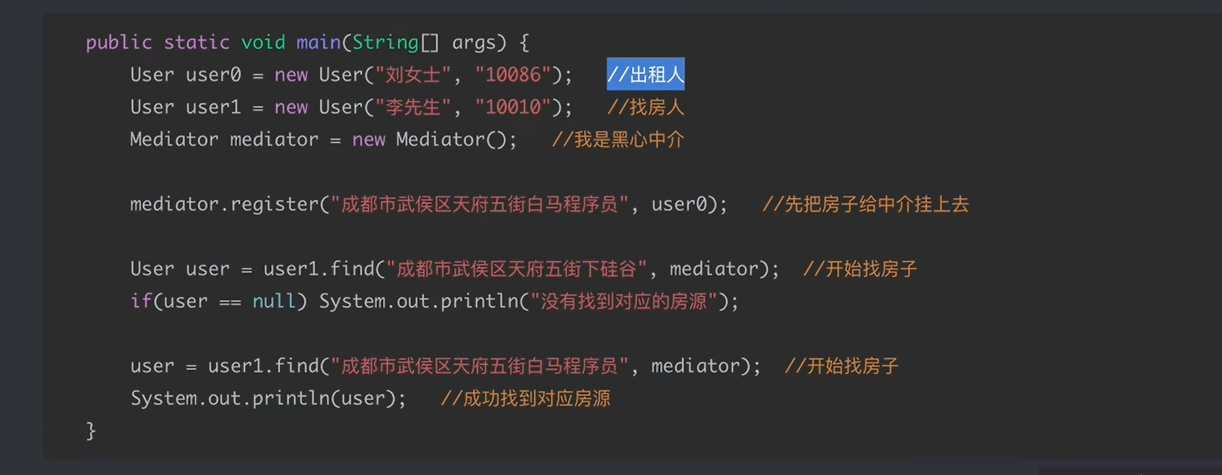 public static void main(String[] args) {
User user0 = new User("刘女士", "10086");   //出租人
User user1 = new User("李先生", "10010");   //找房人
Mediator mediator = new Mediator();   //我是黑心中介
mediator.register("成都市武侯区天府五街白马程序员", user0);   //先把房子给中介挂上去
User user = user1.find("成都市武侯区天府五街下硅谷", mediator);  //开始找房子
if(user == null) System.out.println("没有找到对应的房源");
user = user1.find("成都市武侯区天府五街白马程序员", mediator);  //开始找房子
System.out.println(user);   //成功找到对应房源
}